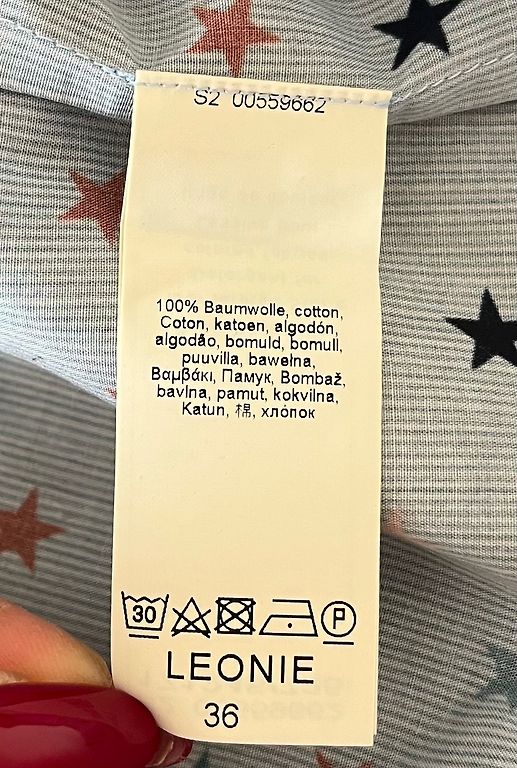 S2 00559662
100% Baumwolle, cotton,
Coton, katoen, algodón,
algodão, bomuld, bomull,
puuvilla, bawełna,
Βαμβάκι, Памук, Bombaž,
bavlna, pamut, kokvilna,
Katun, 棉, хлопок
30 P
LEONIE
36